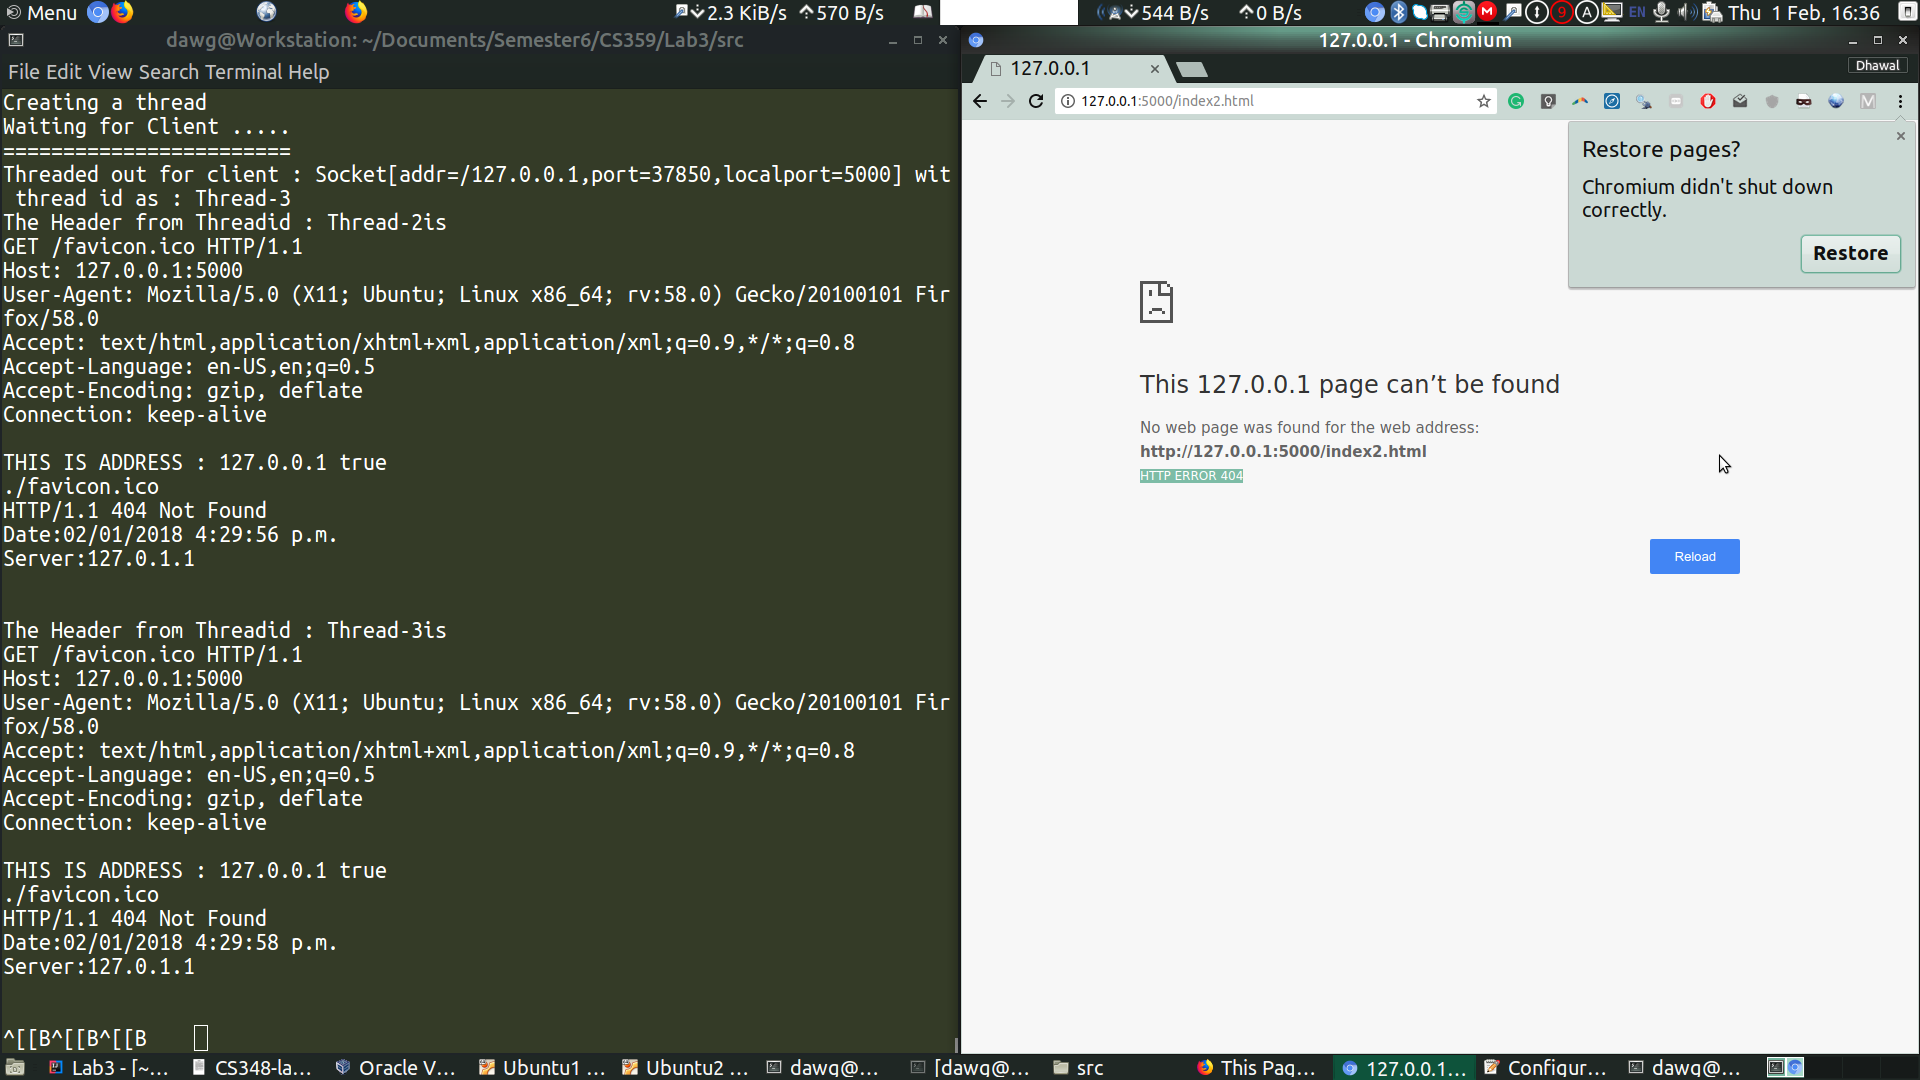 Menu
2.3 KiB/s 570 B/s 544 B/s 0 B/s EN Thu 1 Feb, 16:36
dawg@Workstation: ~/Documents/Semester6/CS359/Lab3/src
File Edit View Search Terminal Help
Creating a thread
Waiting for Client .....
========================
Threaded out for client : Socket[addr=/127.0.0.1,port=37850,localport=5000] wit
 thread id as : Thread-3
The Header from Threadid : Thread-2is
GET /favicon.ico HTTP/1.1
Host: 127.0.0.1:5000
User-Agent: Mozilla/5.0 (X11; Ubuntu; Linux x86_64; rv:58.0) Gecko/20100101 Fir
fox/58.0
Accept: text/html,application/xhtml+xml,application/xml;q=0.9,*/*;q=0.8
Accept-Language: en-US,en;q=0.5
Accept-Encoding: gzip, deflate
Connection: keep-alive
THIS IS ADDRESS : 127.0.0.1 true
./favicon.ico
HTTP/1.1 404 Not Found
Date:02/01/2018 4:29:56 p.m.
Server:127.0.1.1
The Header from Threadid : Thread-3is
GET /favicon.ico HTTP/1.1
Host: 127.0.0.1:5000
User-Agent: Mozilla/5.0 (X11; Ubuntu; Linux x86_64; rv:58.0) Gecko/20100101 Fir
fox/58.0
Accept: text/html,application/xhtml+xml,application/xml;q=0.9,*/*;q=0.8
Accept-Language: en-US,en;q=0.5
Accept-Encoding: gzip, deflate
Connection: keep-alive
THIS IS ADDRESS : 127.0.0.1 true
./favicon.ico
HTTP/1.1 404 Not Found
Date:02/01/2018 4:29:58 p.m.
Server:127.0.1.1
^[[B^[[B^[[B
127.0.0.1 - Chromium
127.0.0.1
Dhawal
127.0.0.1:5000/index2.html
Restore pages?
Chromium didn't shut down
correctly.
Restore
This 127.0.0.1 page can’t be found
No web page was found for the web address:
http://127.0.0.1:5000/index2.html
HTTP ERROR 404
Reload
Lab3 - [~... CS348-la... Oracle V... Ubuntu1 ... Ubuntu2 ... dawg@... [dawg@... src This Pag... 127.0.0.1... Configur... dawg@...